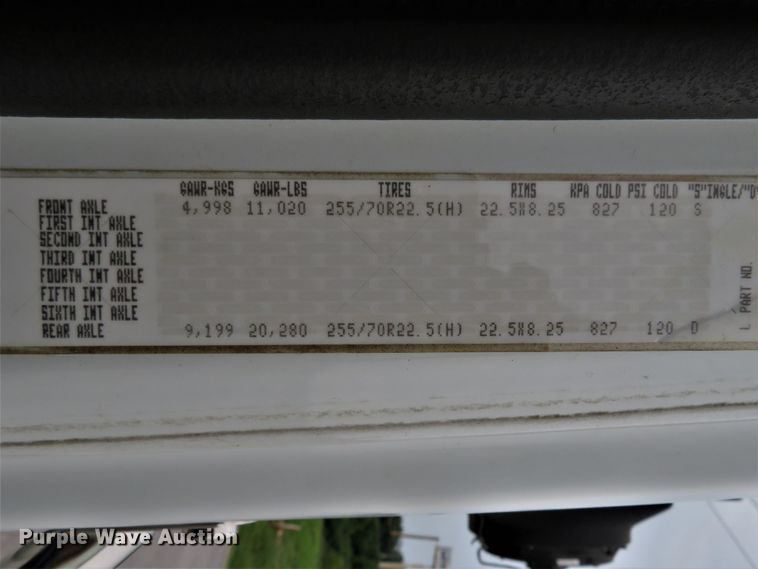 GAWR-KGS GAWR-LBS TIRES RIMS KPA COLD PSI COLD "S"INGLE/"D"
FRONT AXLE 4,998 11,020 255/70R22.5(H) 22.5X8.25 827 120 S
FIRST INT AXLE
SECOND INT AXLE
THIRD INT AXLE
FOURTH INT AXLE
FIFTH INT AXLE
SIXTH INT AXLE
REAR AXLE 9,199 20,280 255/70R22.5(H) 22.5X8.25 827 120 D
L PART NO.
Purple Wave Auction